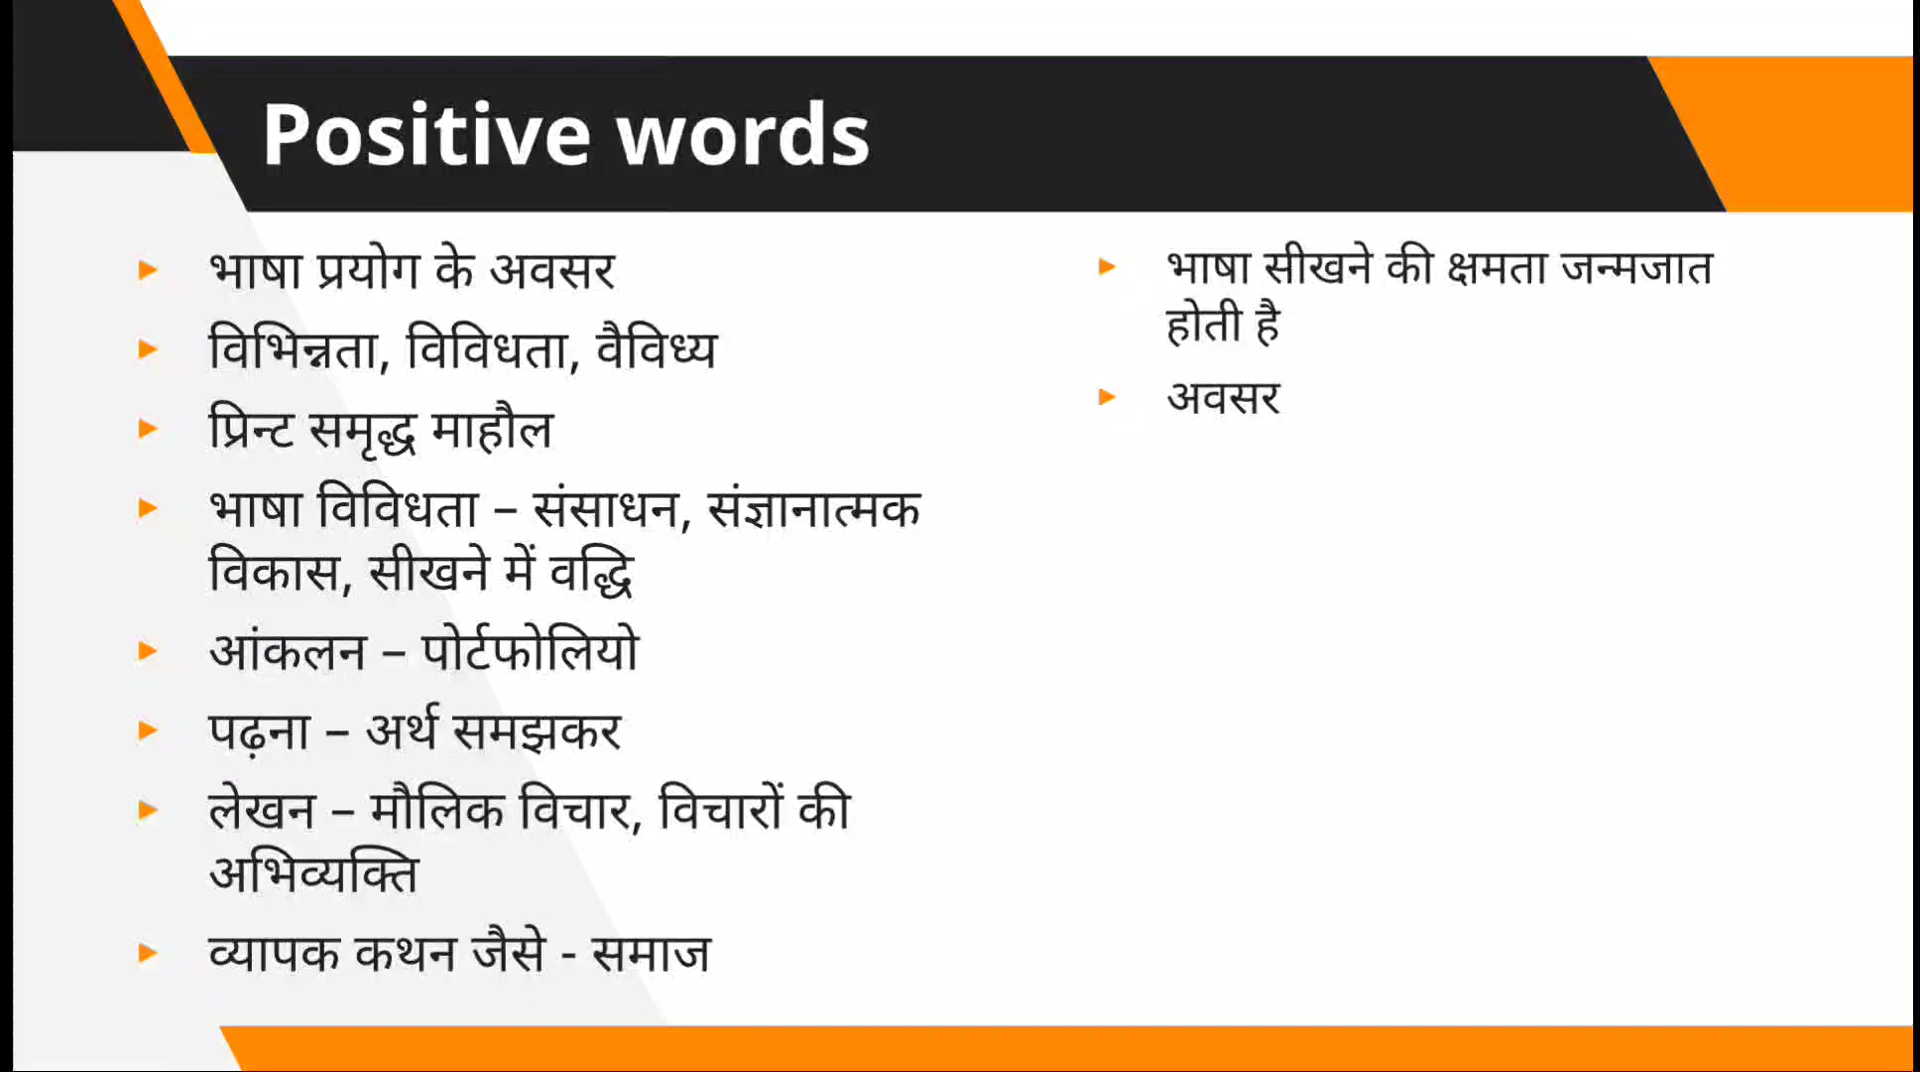 Positive words
भाषा प्रयोग के अवसर
विभिन्नता, विविधता, वैविध्य
प्रिन्ट समृद्ध माहौल
भाषा विविधता – संसाधन, संज्ञानात्मक
विकास, सीखने में वद्धि
आंकलन – पोर्टफोलियो
पढ़ना – अर्थ समझकर
लेखन – मौलिक विचार, विचारों की
अभिव्यक्ति
व्यापक कथन जैसे - समाज
भाषा सीखने की क्षमता जन्मजात
होती है
अवसर